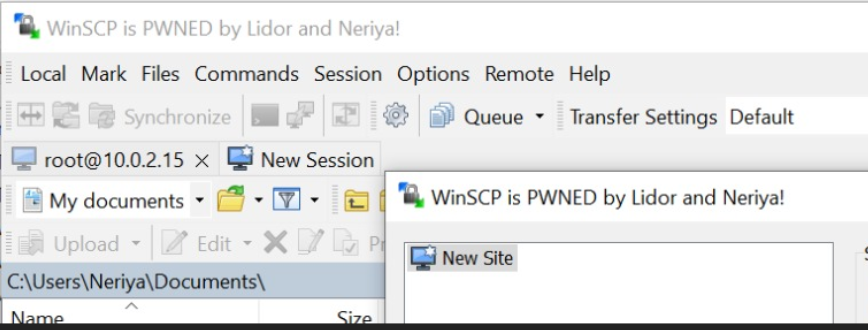 WinSCP is PWNED by Lidor and Neriya!
Local Mark Files Commands Session Options Remote Help
Synchronize Queue Transfer Settings Default
root@10.0.2.15 × New Session
My documents
WinSCP is PWNED by Lidor and Neriya!
Upload Edit Pr
New Site
C:\Users\Neriya\Documents\
Name Size